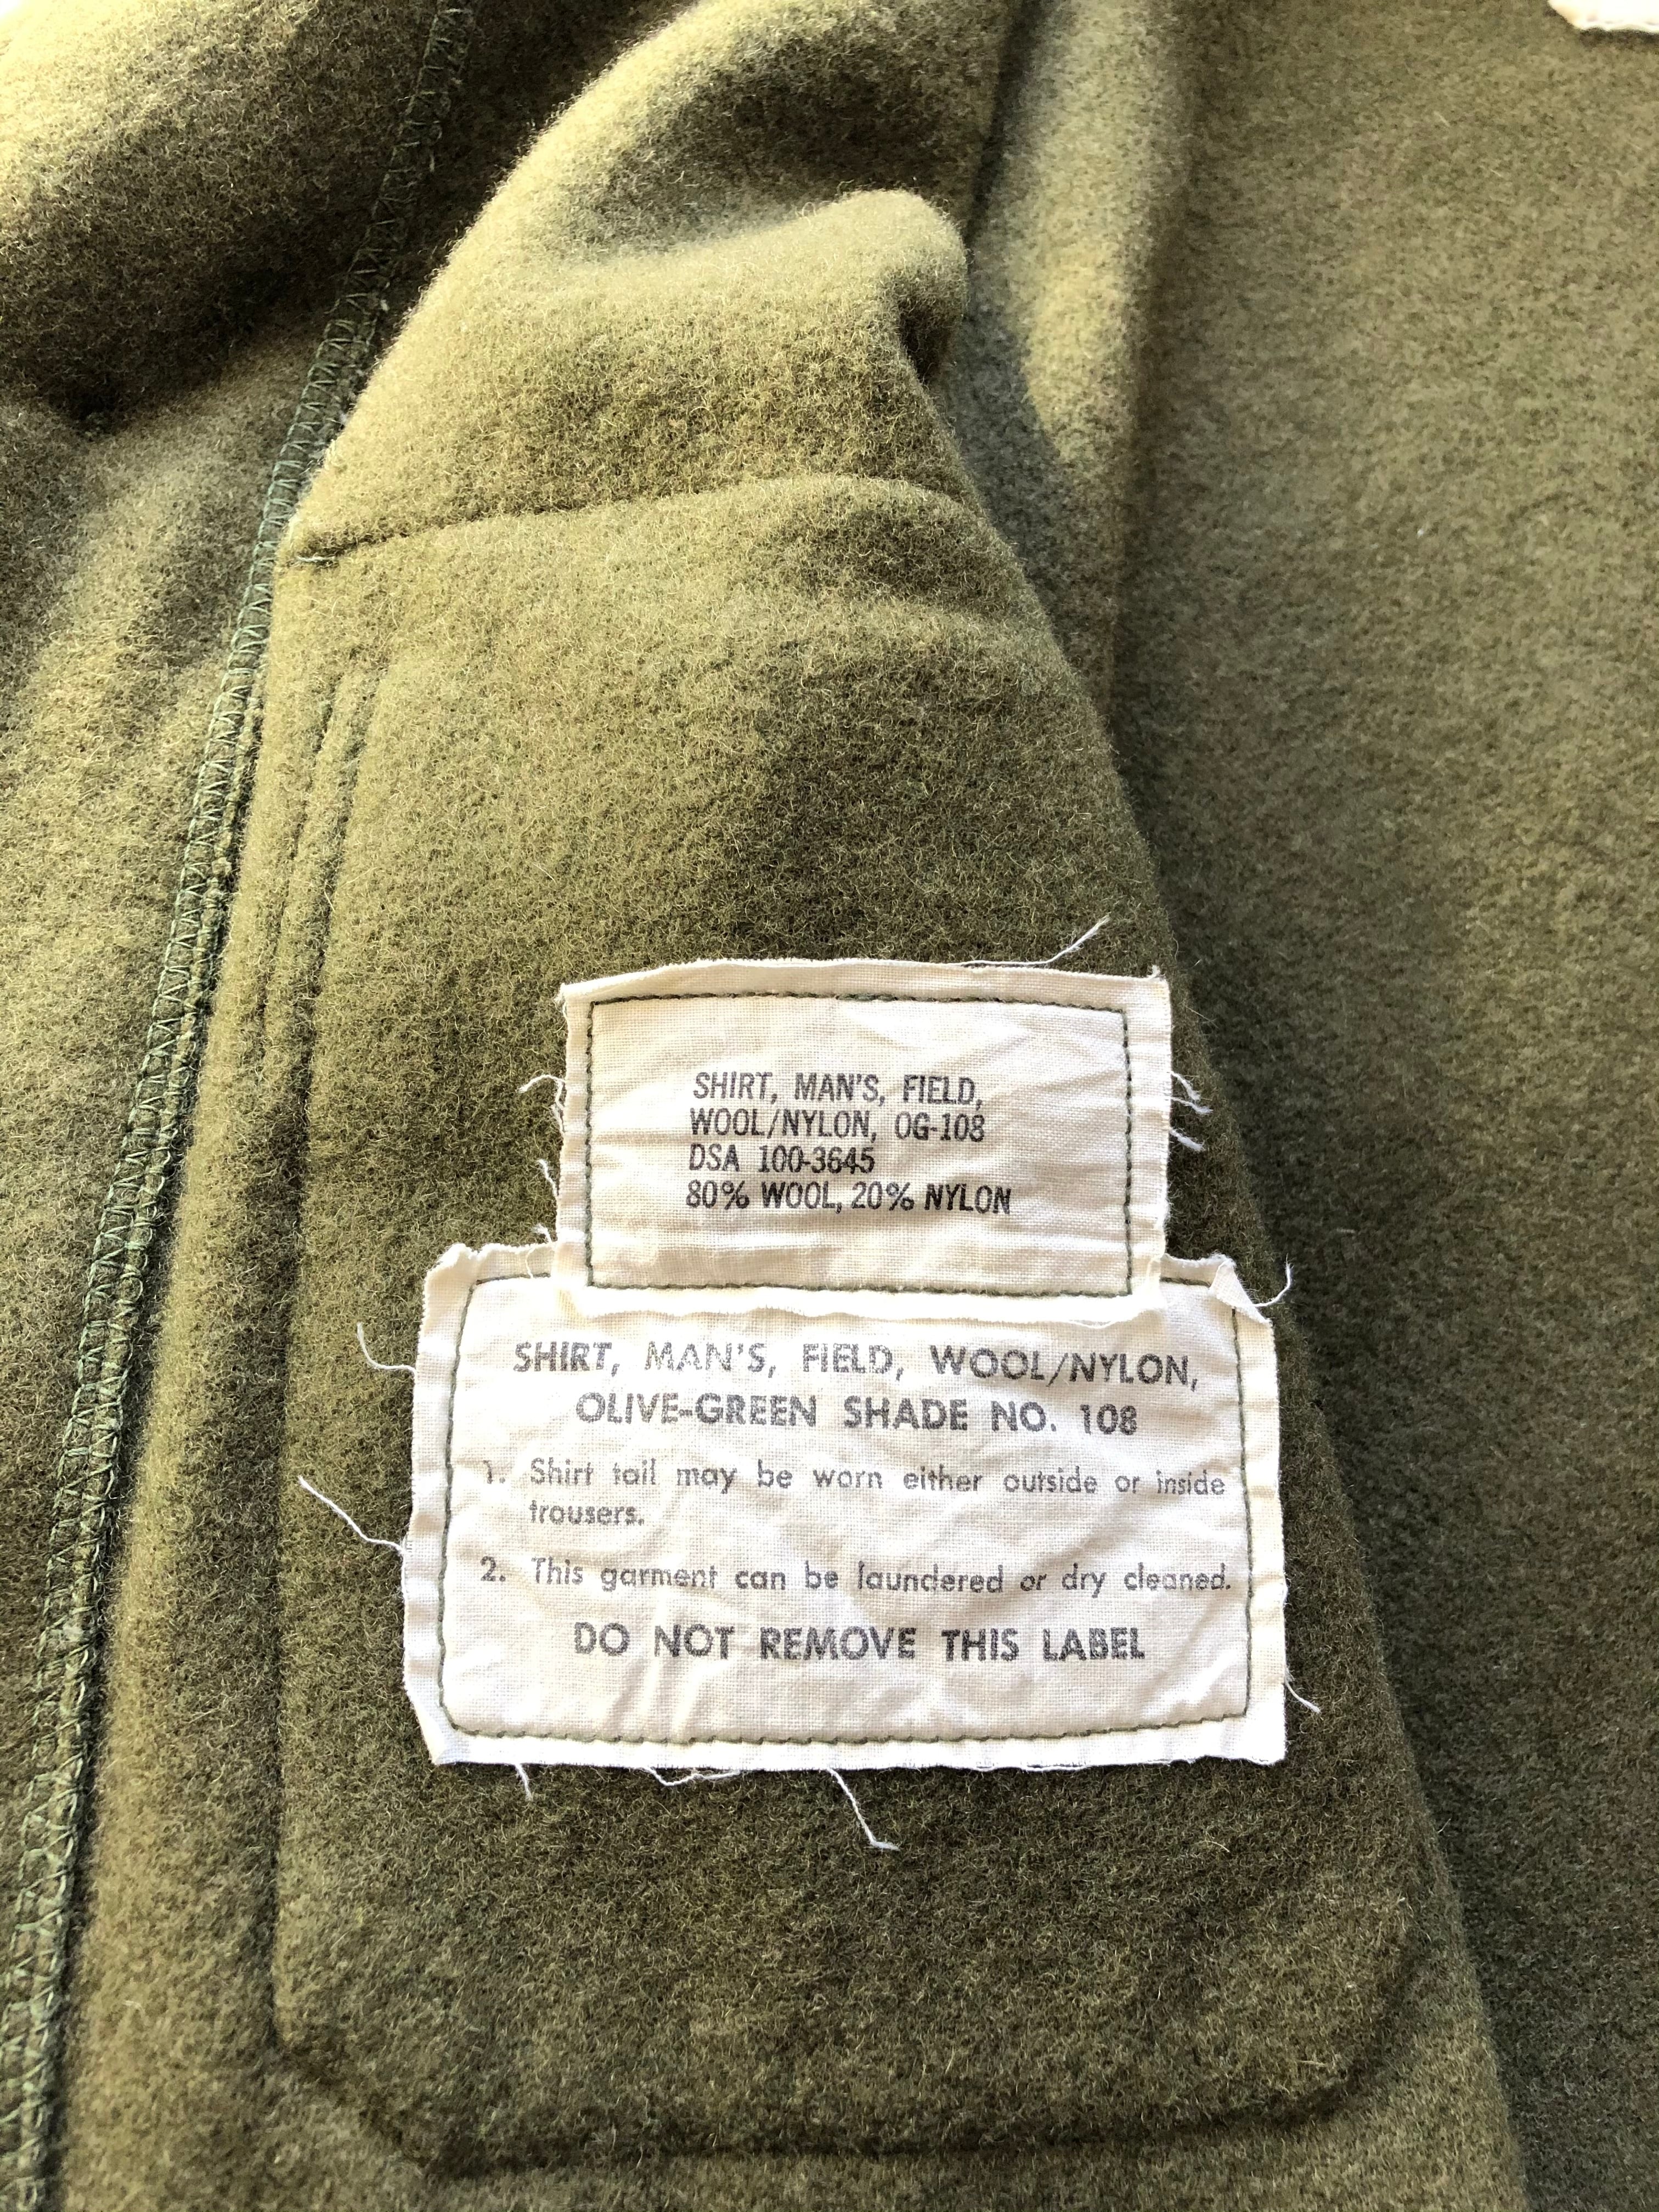 SHIRT, MAN'S, FIELD,
WOOL/NYLON, OG-108
DSA 100-3645
80% WOOL, 20% NYLON
SHIRT, MAN'S, FIELD, WOOL/NYLON,
OLIVE-GREEN SHADE NO. 108
1. Shirt tail may be worn either outside or inside
trousers.
2. This garment can be laundered or dry cleaned.
DO NOT REMOVE THIS LABEL